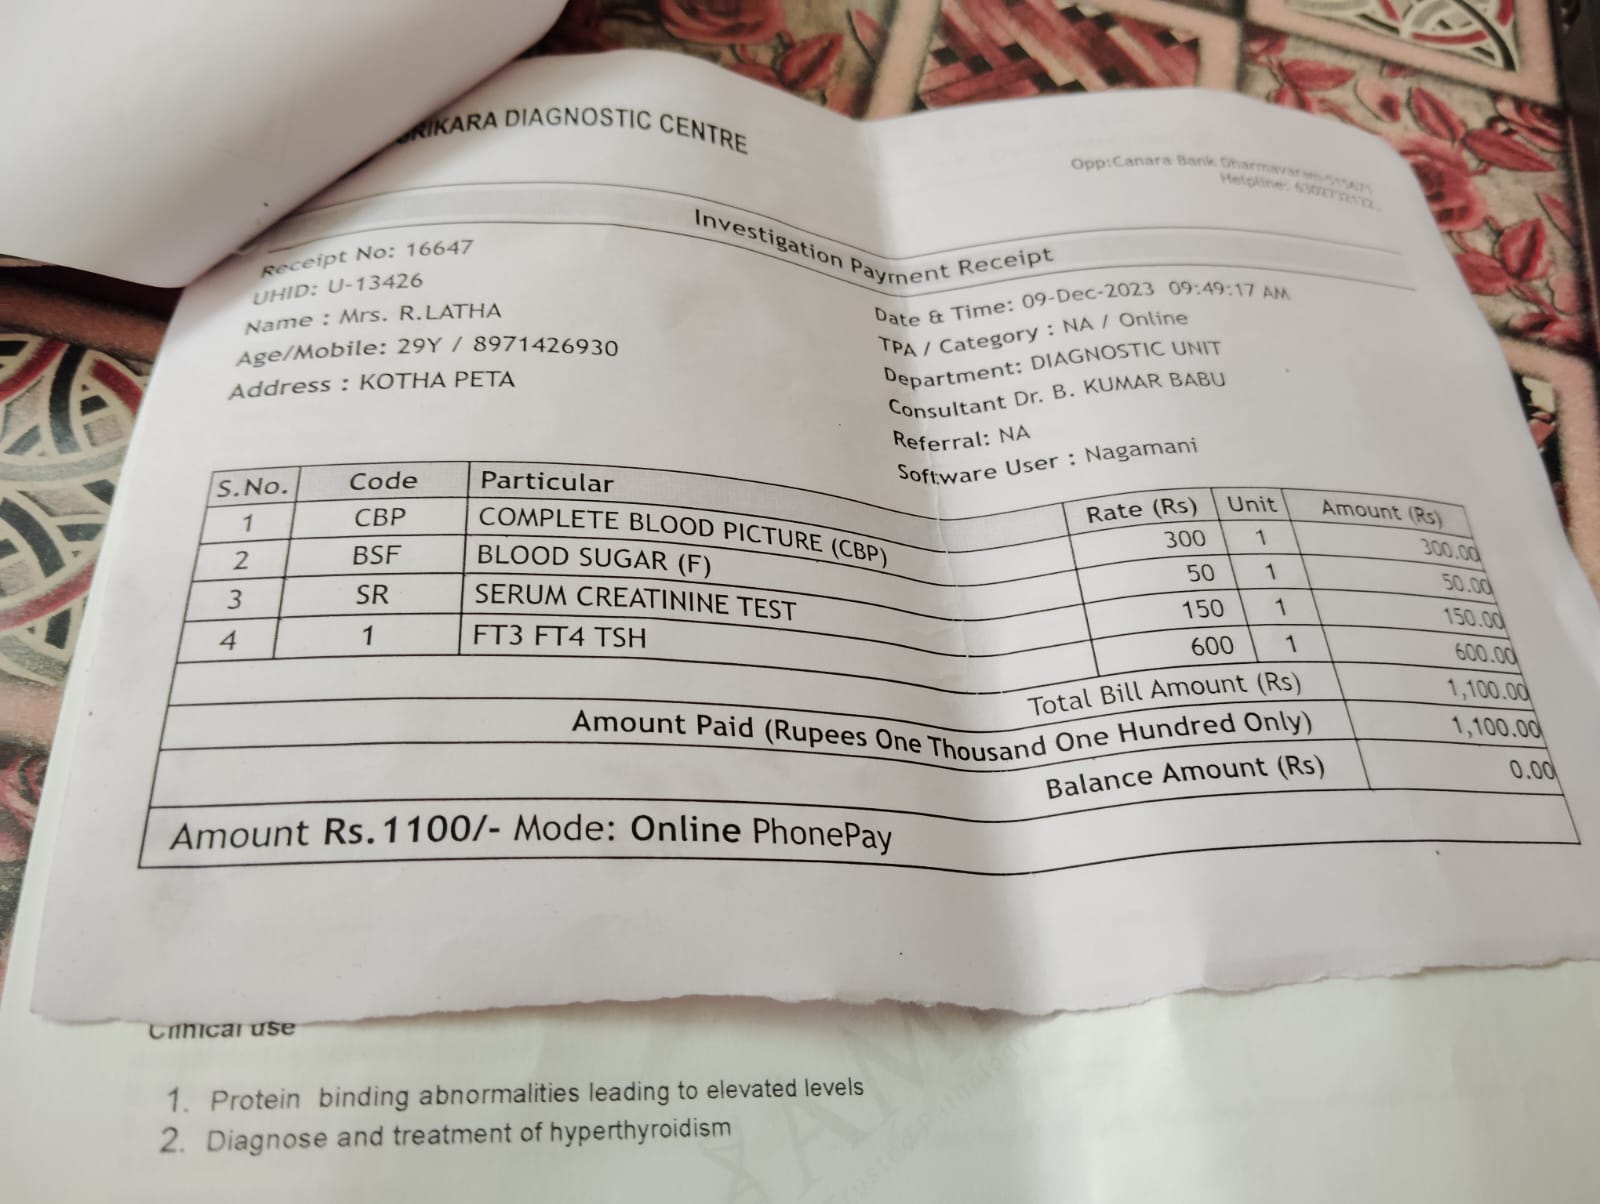 DIAGNOSTIC CENTRE
Opp:Canara Bank Dharmavaram-515671
Helpline:
Investigation Payment Receipt
Receipt No: 16647
UHID: U-13426
Name : Mrs. R.LATHA
Age/Mobile: 29Y / 8971426930
Address : KOTHA PETA
Date & Time: 09-Dec-2023 09:49:17 AM
TPA / Category : NA / Online
Department: DIAGNOSTIC UNIT
Consultant Dr. B. KUMAR BABU
Referral: NA
Software User : Nagamani
S.No. Code Particular Rate (Rs) Unit Amount (Rs)
1 CBP COMPLETE BLOOD PICTURE (CBP) 300 1 300.00
2 BSF BLOOD SUGAR (F) 50 1 50.00
3 SR SERUM CREATININE TEST 150 1 150.00
4 1 FT3 FT4 TSH 600 1 600.00
Total Bill Amount (Rs) 1,100.00
Amount Paid (Rupees One Thousand One Hundred Only) 1,100.00
Balance Amount (Rs) 0.00
Amount Rs.1100/- Mode: Online PhonePay
Clinical use
1. Protein binding abnormalities leading to elevated levels
2. Diagnose and treatment of hyperthyroidism